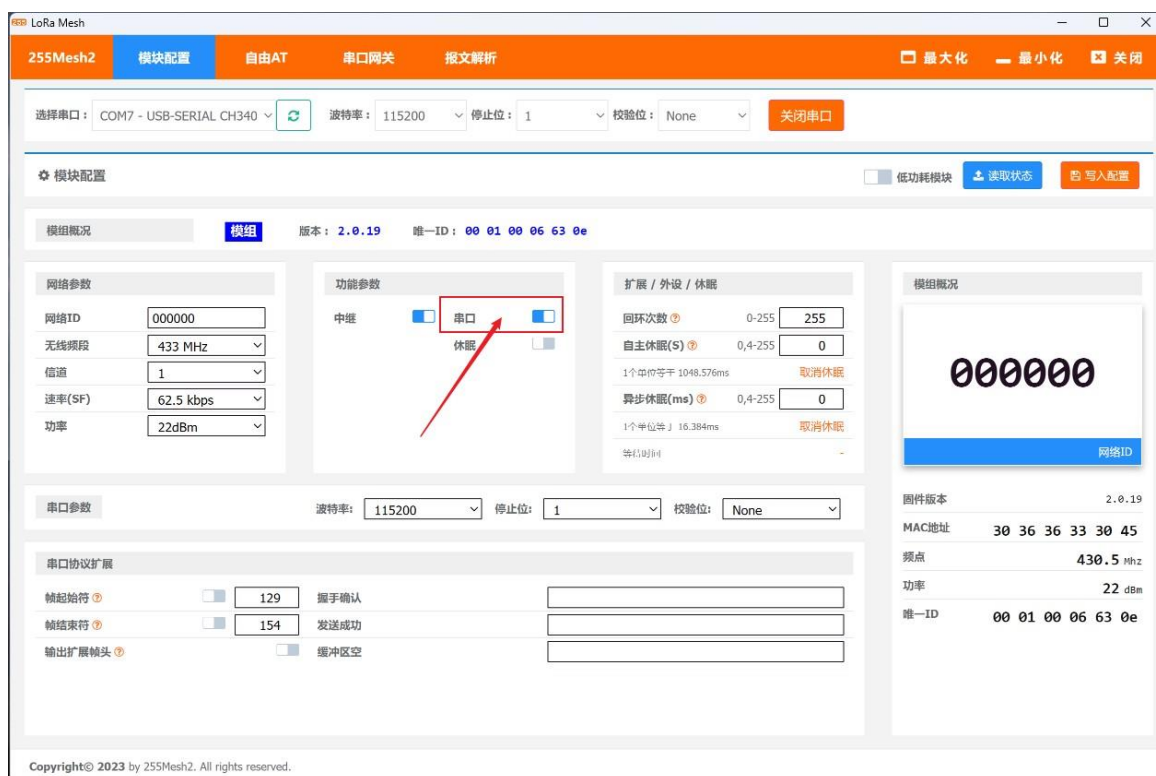 LoRa Mesh
255Mesh2 模块配置 自由AT 串口网关 报文解析 最大化 最小化 关闭
选择串口： COM7 - USB-SERIAL CH340 波特率： 115200 停止位： 1 校验位： None 关闭串口
模块配置 低功耗模块 读取状态 写入配置
模组概况 模组 版本： 2.0.19 唯一ID： 00 01 00 06 63 0e
网络参数
网络ID 000000
无线频段 433 MHz
信道 1
速率(SF) 62.5 kbps
功率 22dBm
功能参数
中继 串口
休眠
扩展 / 外设 / 休眠
回环次数 0-255 255
自主休眠(S) 0,4-255 0
1个单位等于 1048.576ms 取消休眠
异步休眠(ms) 0,4-255 0
1个单位等于 16.384ms 取消休眠
等待时间 -
模组概况
000000
网络ID
固件版本 2.0.19
MAC地址 30 36 36 33 30 45
频点 430.5 Mhz
功率 22 dBm
唯一ID 00 01 00 06 63 0e
串口参数 波特率: 115200 停止位: 1 校验位: None
串口协议扩展
帧起始符 129 握手确认
帧结束符 154 发送成功
输出扩展帧头 缓冲区空
Copyright© 2023 by 255Mesh2. All rights reserved.